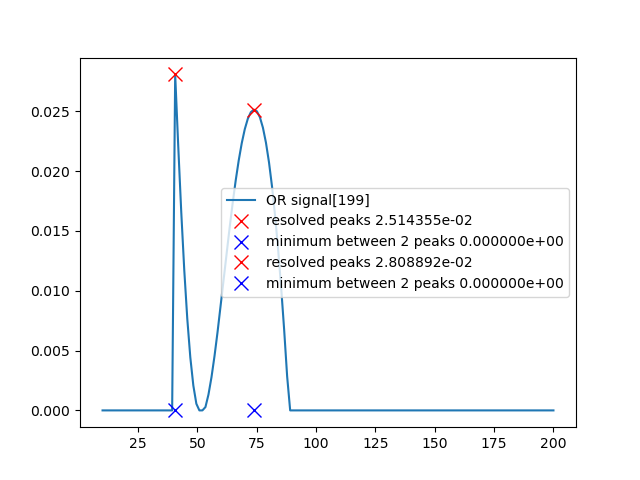 0.025
0.020
0.015
0.010
0.005
0.000
OR signal[199]
resolved peaks 2.514355e-02
minimum between 2 peaks 0.000000e+00
resolved peaks 2.808892e-02
minimum between 2 peaks 0.000000e+00
25 50 75 100 125 150 175 200